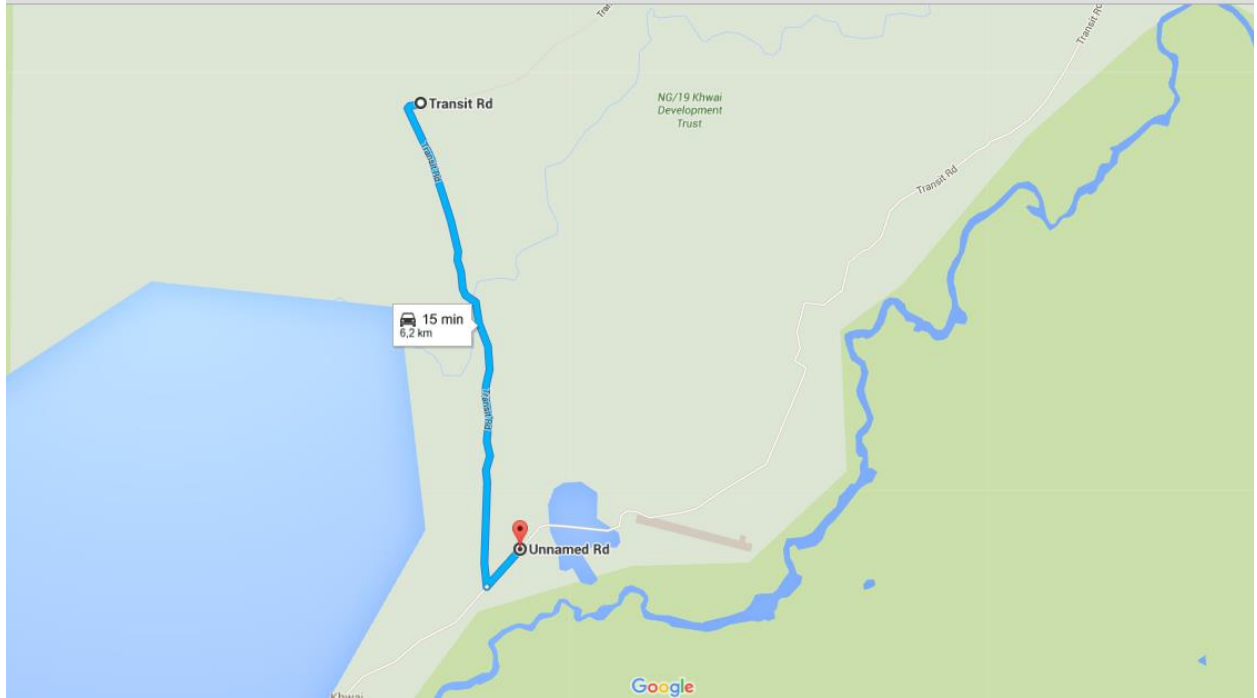 Transit Rd
NG/19 Khwai
Development
Trust
Transit Rd
Transit Rd
Transit Rd
15 min
6,2 km
Transit Rd
Unnamed Rd
Khwai
Google